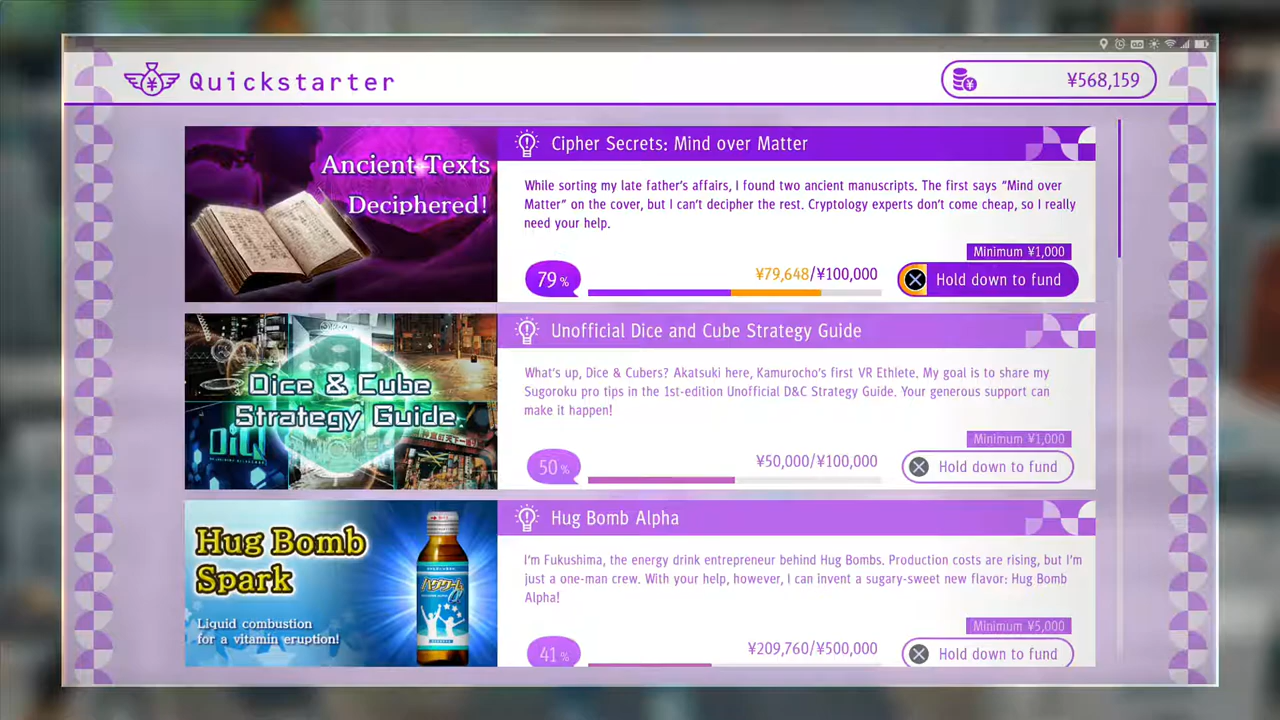 Quickstarter
¥568,159
Ancient Texts
Deciphered!
Cipher Secrets: Mind over Matter
While sorting my late father's affairs, I found two ancient manuscripts. The first says "Mind over
Matter" on the cover, but I can't decipher the rest. Cryptology experts don't come cheap, so I really
need your help.
Minimum ¥1,000
79 %
¥79,648/¥100,000
Hold down to fund
Dice & Cube
Strategy Guide.
Unofficial Dice and Cube Strategy Guide
What's up, Dice & Cubers? Akatsuki here, Kamurocho's first VR Ethlete. My goal is to share my
Sugoroku pro tips in the 1st-edition Unofficial D&C Strategy Guide. Your generous support can
make it happen!
Minimum ¥1,000
50 %
¥50,000/¥100,000
Hold down to fund
Hug Bomb
Spark
Liquid combustion
for a vitamin eruption!
Hug Bomb Alpha
I'm Fukushima, the energy drink entrepreneur behind Hug Bombs. Production costs are rising, but I'm
just a one-man crew. With your help, however, I can invent a sugary-sweet new flavor: Hug Bomb
Alpha!
Minimum ¥5,000
41 %
¥209,760/¥500,000
Hold down to fund